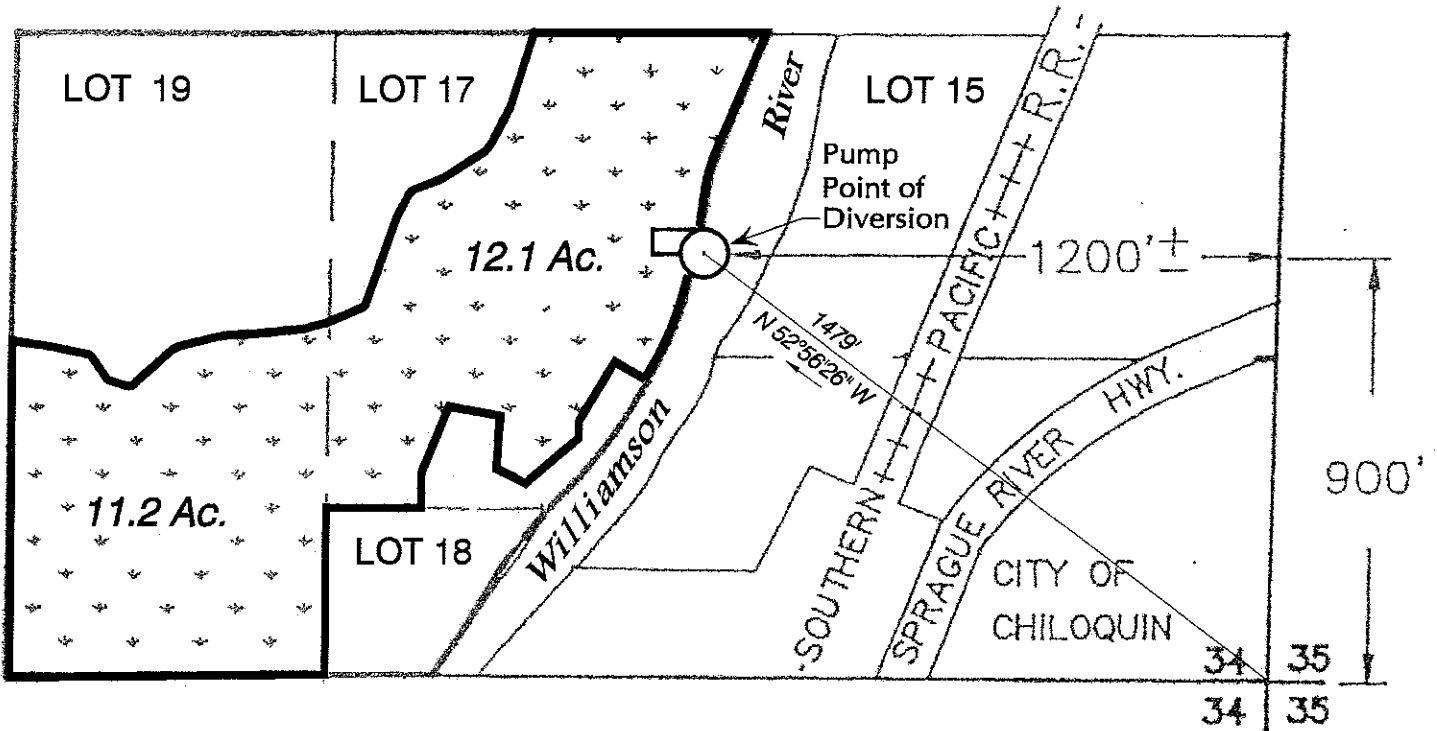 LOT 19
LOT 17
River
LOT 15
SOUTHERN PACIFIC R.R.
Pump
Point of
Diversion
12.1 Ac.
1200'±
1479'
N 52°56'26" W
SPRAGUE RIVER HWY.
900'
11.2 Ac.
Williamson
LOT 18
CITY OF
CHILOQUIN
34 35
34 35